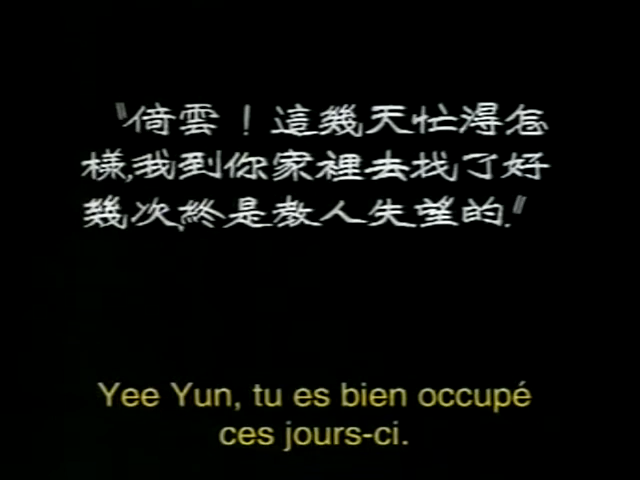 "倚雲！這幾天忙得怎
樣,我到你家裡去找了好
幾次,終是教人失望的."
Yee Yun, tu es bien occupé
ces jours-ci.